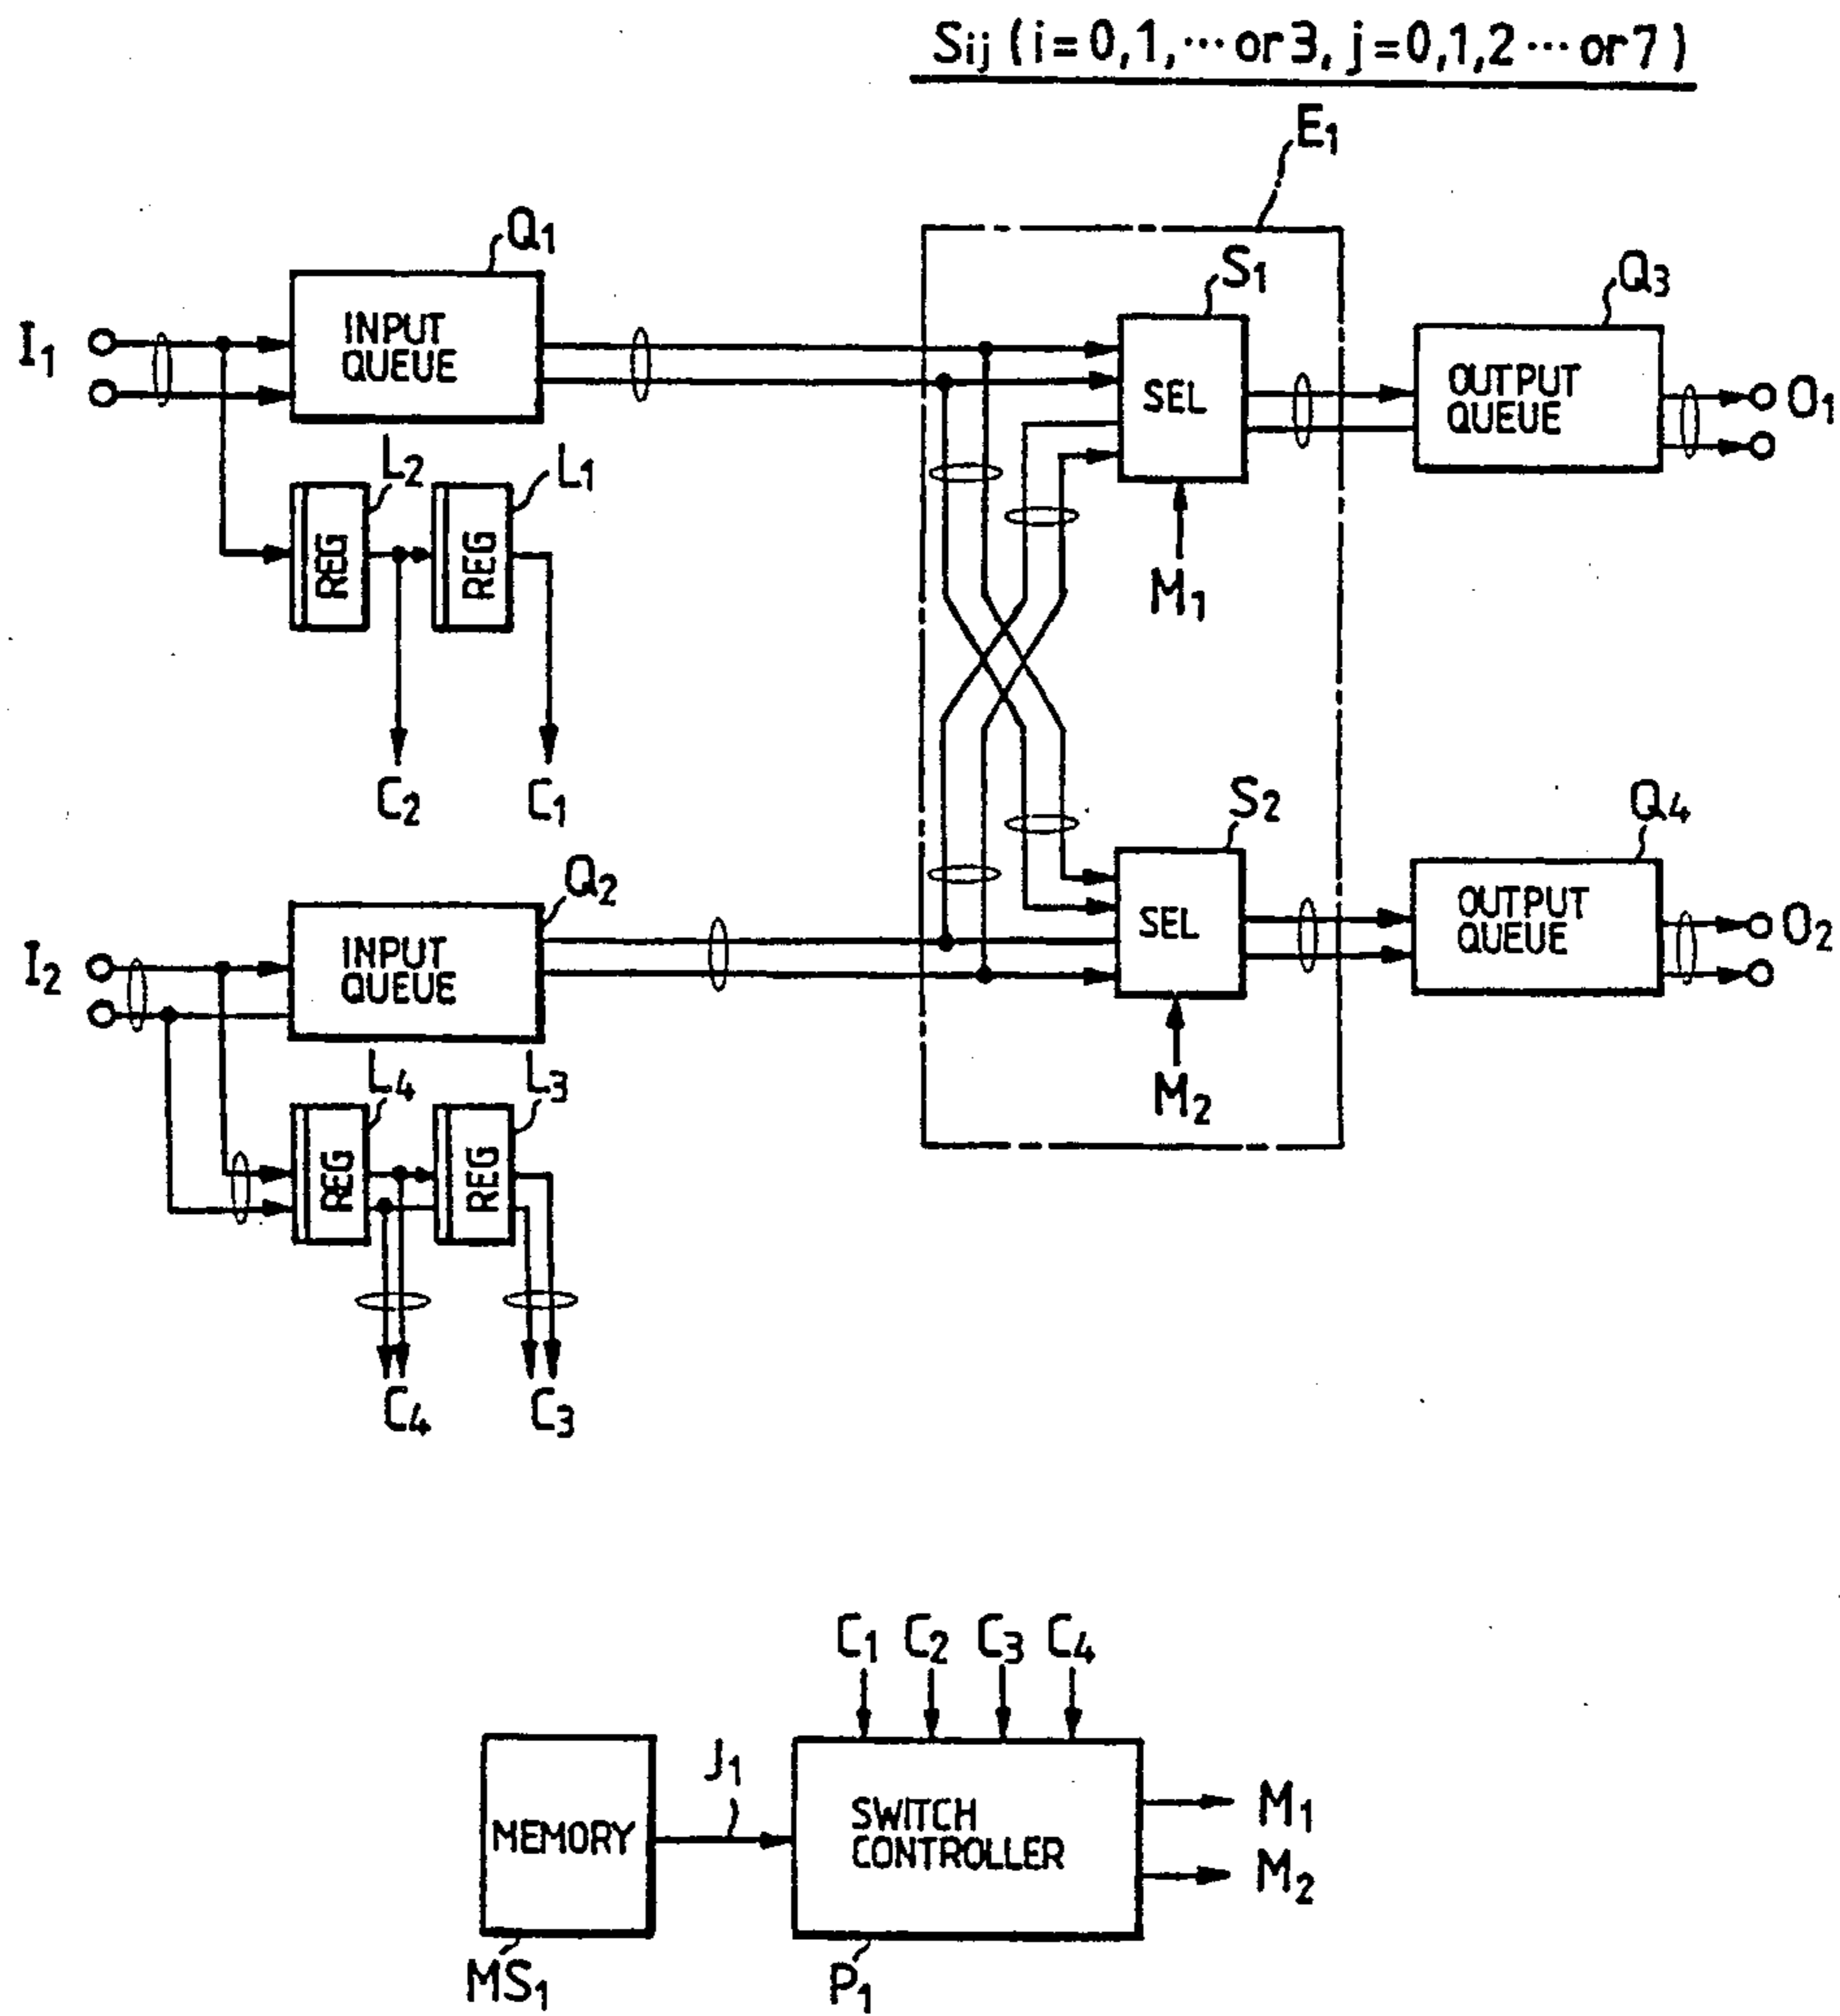 Sij (i=0,1,⋯or3, j=0,1,2⋯or7)
E1
Q1
S1
Q3
I1
INPUT
QUEUE
SEL
OUTPUT
QUEUE
O1
L2
L1
REG
REG
M1
C2
C1
S2
Q4
Q2
I2
INPUT
QUEUE
SEL
OUTPUT
QUEUE
O2
L4
L3
M2
REG
REG
C4
C3
C1 C2 C3 C4
J1
MEMORY
SWITCH
CONTROLLER
M1
M2
MS1
P1